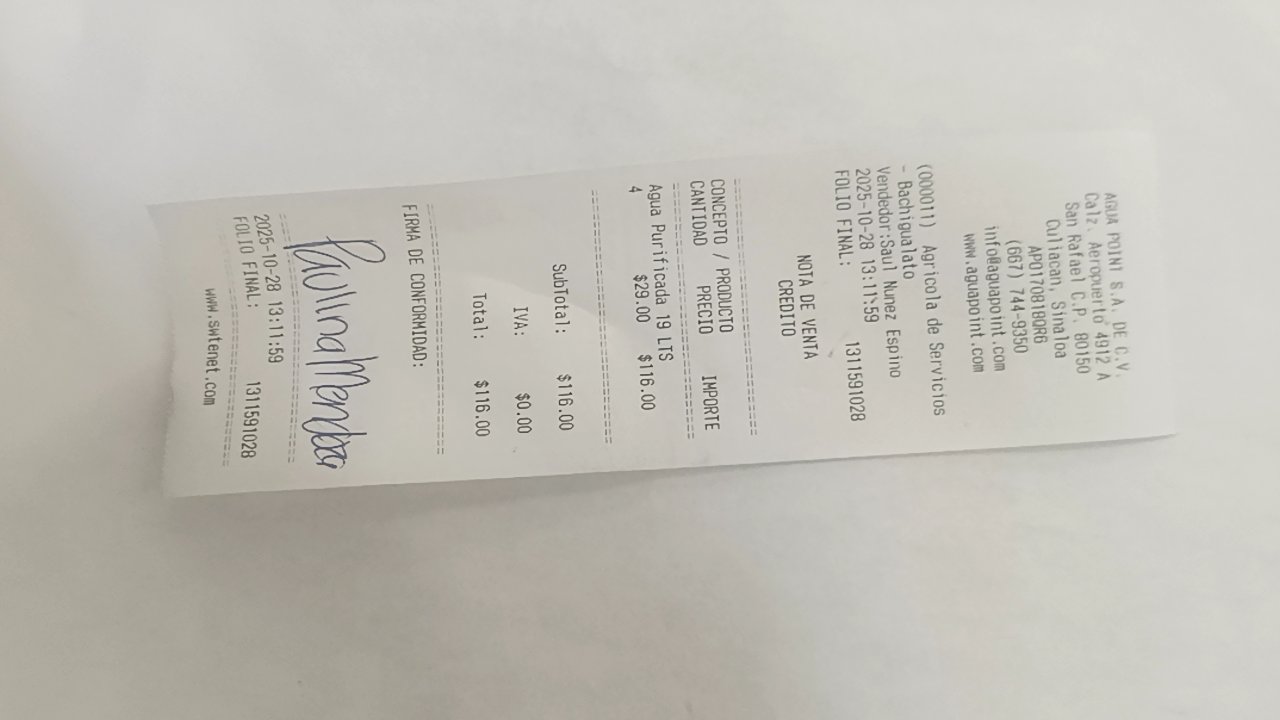 AGUA POINT S.A. DE C.V.
Calz. Aeropuerto 4912 A
San Rafael C.P. 80150
Culiacan, Sinaloa
APO170818QR6
(667) 744-9350
info@aguapoint.com
www.aguapoint.com
(000011) Agricola de Servicios
- Bachigualato
Vendedor:Saul Nunez Espino
2025-10-28 13:11:59
FOLIO FINAL: 1311591028
NOTA DE VENTA
CREDITO
CONCEPTO / PRODUCTO
CANTIDAD PRECIO IMPORTE
Agua Purificada 19 LTS
4 $29.00 $116.00
SubTotal: $116.00
IVA: $0.00
Total: $116.00
FIRMA DE CONFORMIDAD:
Paulina Mendoza
2025-10-28 13:11:59
FOLIO FINAL: 1311591028
www.swtenet.com